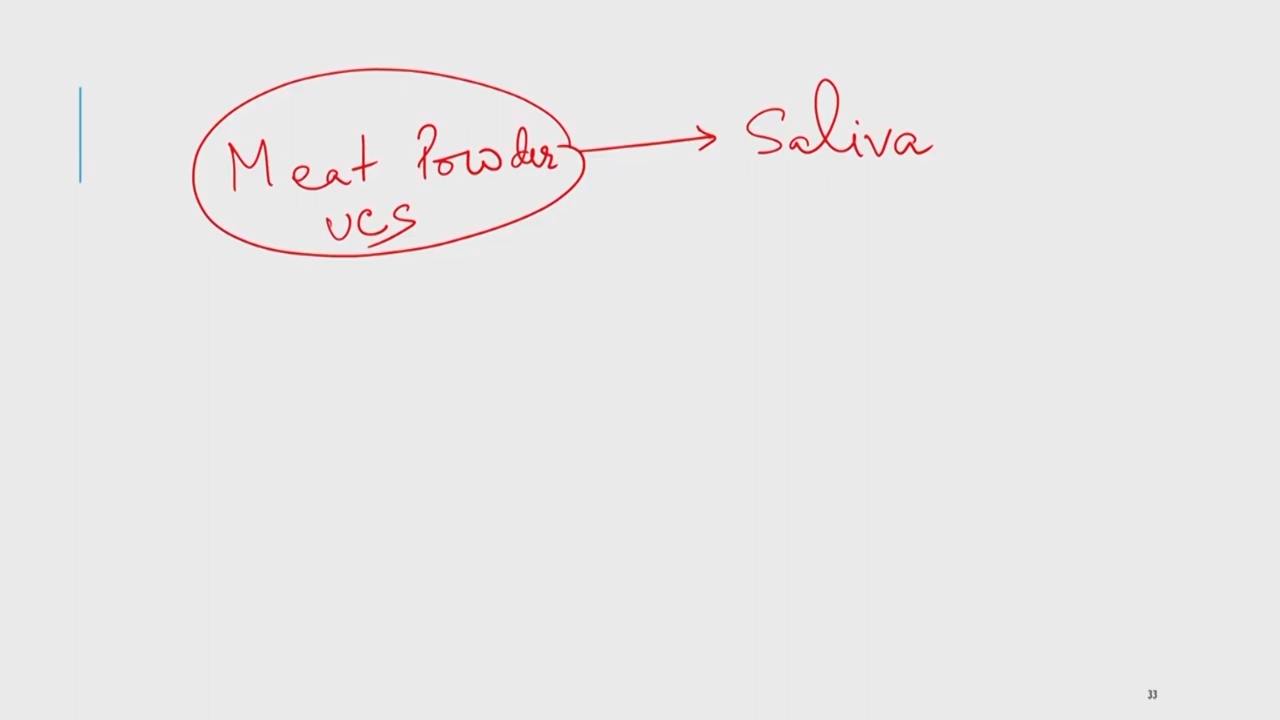 Meat Powder → Saliva
UCS
33